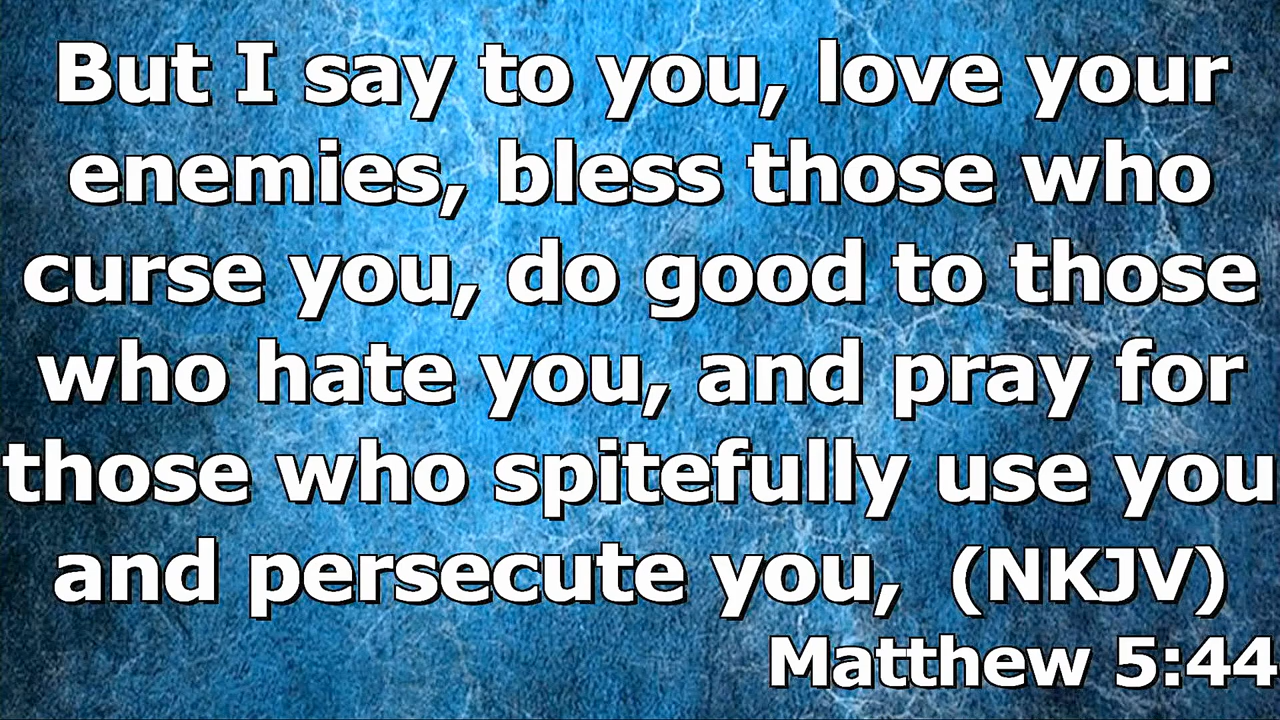 But I say to you, love your
enemies, bless those who
curse you, do good to those
who hate you, and pray for
those who spitefully use you
and persecute you,  (NKJV)
Matthew 5:44